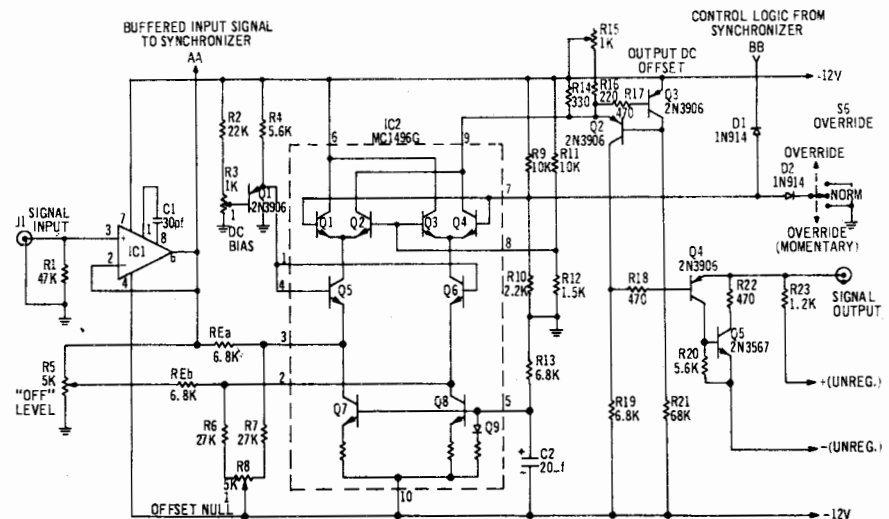 BUFFERED INPUT SIGNAL
TO SYNCHRONIZER
AA
CONTROL LOGIC FROM
SYNCHRONIZER
BB
R15
1K
OUTPUT DC
OFFSET
-12V
R2
22K
R4
5.6K
IC2
MC1496G
6
9
R14
330
R16
220
R17
470
Q3
2N3906
Q2
2N3906
S6
OVERRIDE
D1
1N914
R9
10K
R11
10K
D2
1N914
OVERRIDE
NORM
OVERRIDE
(MOMENTARY)
R3
1K
1
DC
BIAS
Q1
2N3906
7
8
Q1
Q2
Q3
Q4
C1
30pf
J1
SIGNAL
INPUT
R1
47K
7
1
8
3
+
2
-
IC1
6
4
1
4
Q5
Q6
R10
2.2K
R12
1.5K
Q4
2N3906
R18
470
R22
470
R23
1.2K
SIGNAL
OUTPUT
Q5
2N3567
R20
5.6K
REa
6.8K
3
R13
6.8K
R5
5K
"OFF"
LEVEL
REb
6.8K
2
5
+(UNREG.)
R6
27K
R7
27K
Q7
Q8
Q9
R19
6.8K
R21
68K
+
C2
-(UNREG.)
R8
5K
1
OFFSET NULL
10
-12V